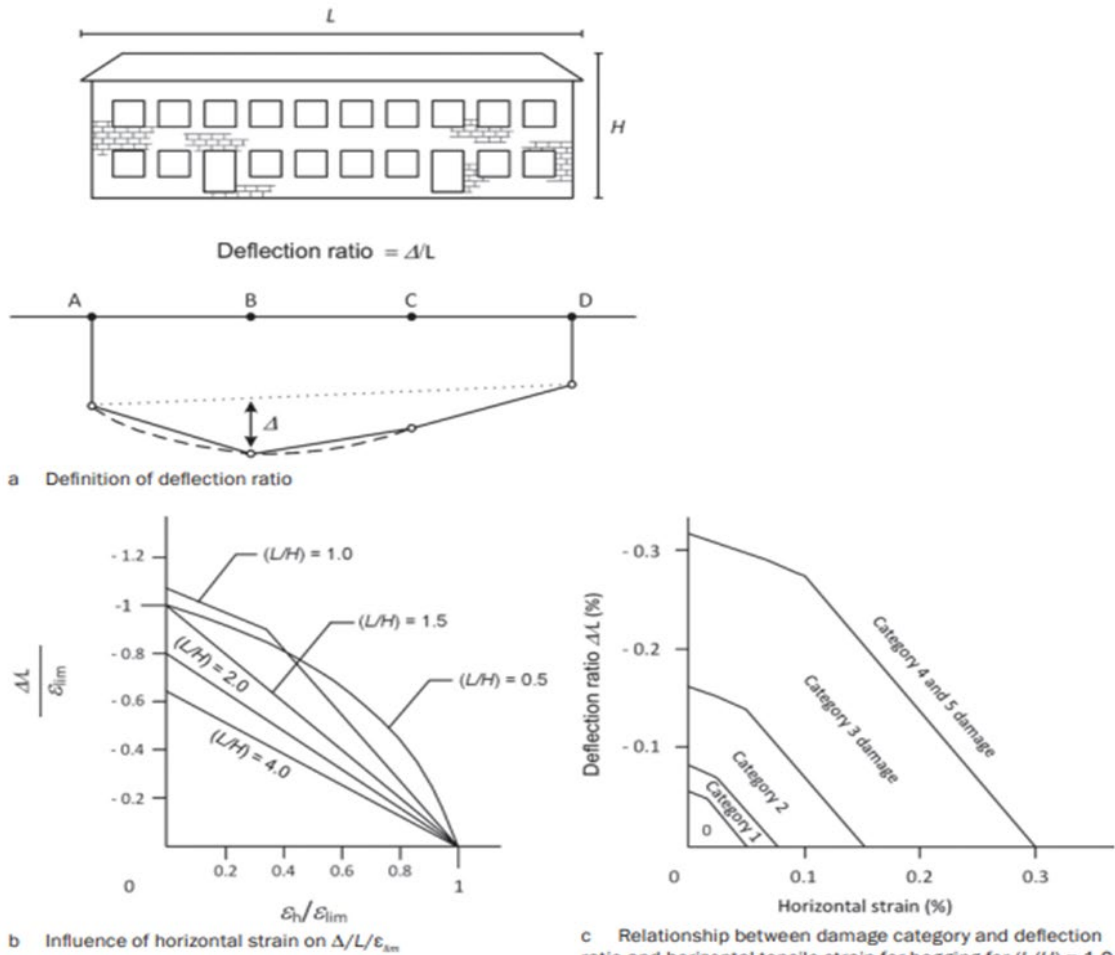 L
H
Deflection ratio = Δ/L
A B C D
Δ
a Definition of deflection ratio
Δ/L
εlim
- 1.2
-1
- 0.8
- 0.6
- 0.4
- 0.2
0
0.2 0.4 0.6 0.8 1
(L/H) = 1.0
(L/H) = 1.5
(L/H) = 0.5
(L/H) = 2.0
(L/H) = 4.0
εh/εlim
b Influence of horizontal strain on Δ/L/εlim
Deflection ratio Δ/L (%)
- 0.3
- 0.2
- 0.1
0
0.1 0.2 0.3
Category 4 and 5 damage
Category 3 damage
Category 2
Category 1
0
Horizontal strain (%)
c Relationship between damage category and deflection
ratio and horizontal tensile strain for hogging for (L/H) = 1.0